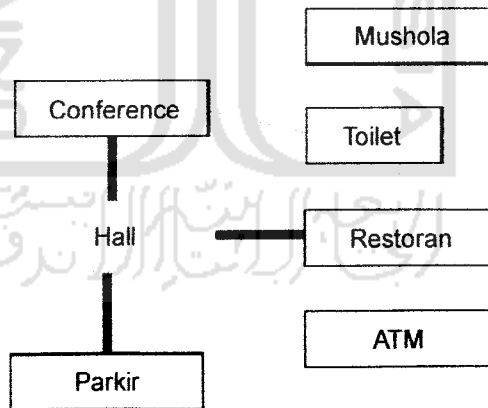 Mushola
Conference
Toilet
Hall
Restoran
ATM
Parkir